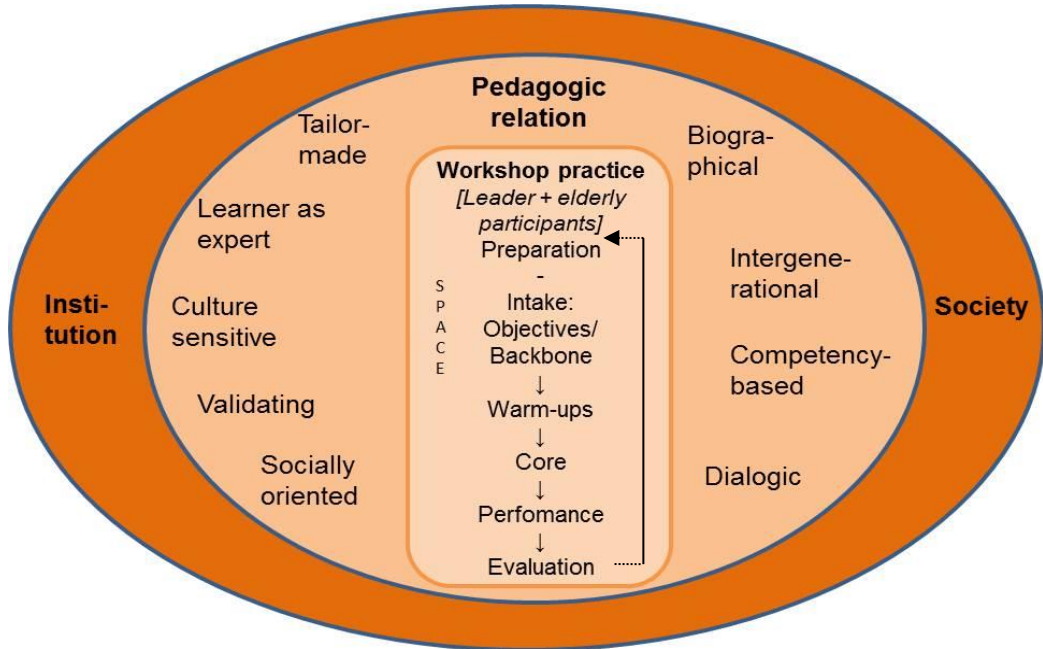 Pedagogic
relation
Tailor-
made
Learner as
expert
Culture
sensitive
Validating
Socially
oriented
Insti-
tution
Workshop practice
[Leader + elderly
participants]
Preparation
-
Intake:
Objectives/
Backbone
↓
Warm-ups
↓
Core
↓
Perfomance
↓
Evaluation
S
P
A
C
E
Biogra-
phical
Intergene-
rational
Competency-
based
Dialogic
Society